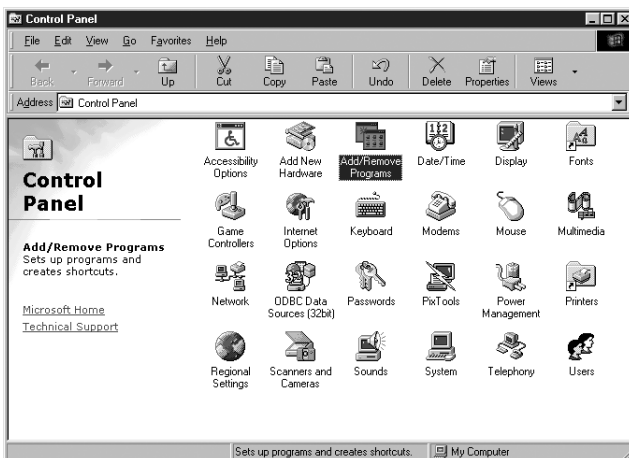 Control Panel
File Edit View Go Favorites Help
Back Forward Up Cut Copy Paste Undo Delete Properties Views
Address Control Panel
Control
Panel
Add/Remove Programs
Sets up programs and
creates shortcuts.
Microsoft Home
Technical Support
Accessibility
Options
Add New
Hardware
Add/Remove
Programs
Date/Time
Display
Fonts
Game
Controllers
Internet
Options
Keyboard
Modems
Mouse
Multimedia
Network
ODBC Data
Sources (32bit)
Passwords
PixTools
Power
Management
Printers
Regional
Settings
Scanners and
Cameras
Sounds
System
Telephony
Users
Sets up programs and creates shortcuts. My Computer